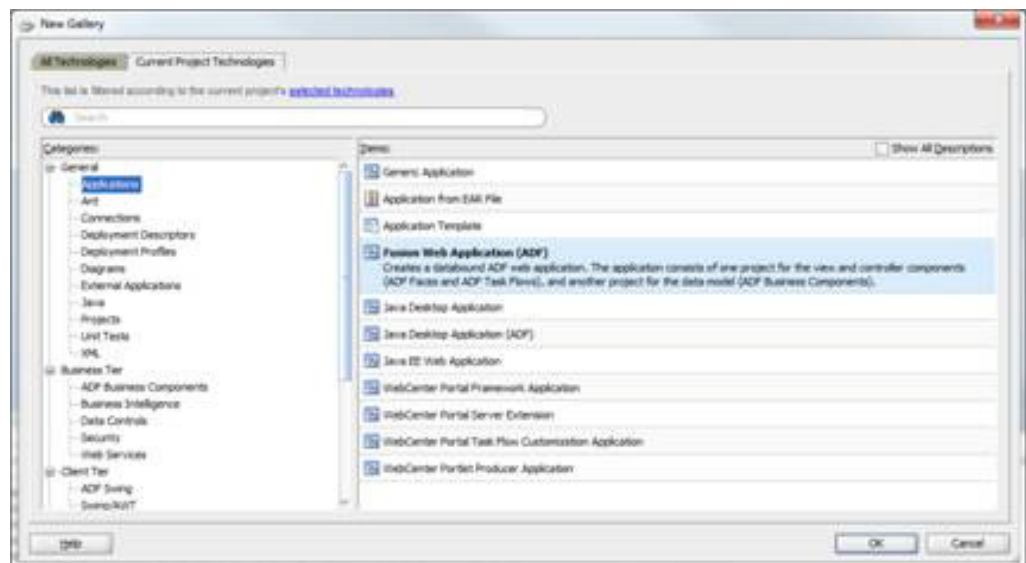 New Gallery
All Technologies
Current Project Technologies
This list is filtered according to the current project's selected technologies.
Search
Categories:
General
Applications
Ant
Connections
Deployment Descriptors
Deployment Profiles
Diagrams
External Applications
Java
Projects
Unit Tests
XML
Business Tier
ADF Business Components
Business Intelligence
Data Controls
Security
Web Services
Client Tier
ADF Swing
Swing/AWT
Items:
Show All Descriptions
Generic Application
Application from EAR File
Application Template
Fusion Web Application (ADF)
Creates a databound ADF web application. The application consists of one project for the view and controller components
(ADF Faces and ADF Task Flows), and another project for the data model (ADF Business Components).
Java Desktop Application
Java Desktop Application (ADF)
Java EE Web Application
WebCenter Portal Framework Application
WebCenter Portal Server Extension
WebCenter Portal Task Flow Customization Application
WebCenter Portlet Producer Application
Help
OK
Cancel